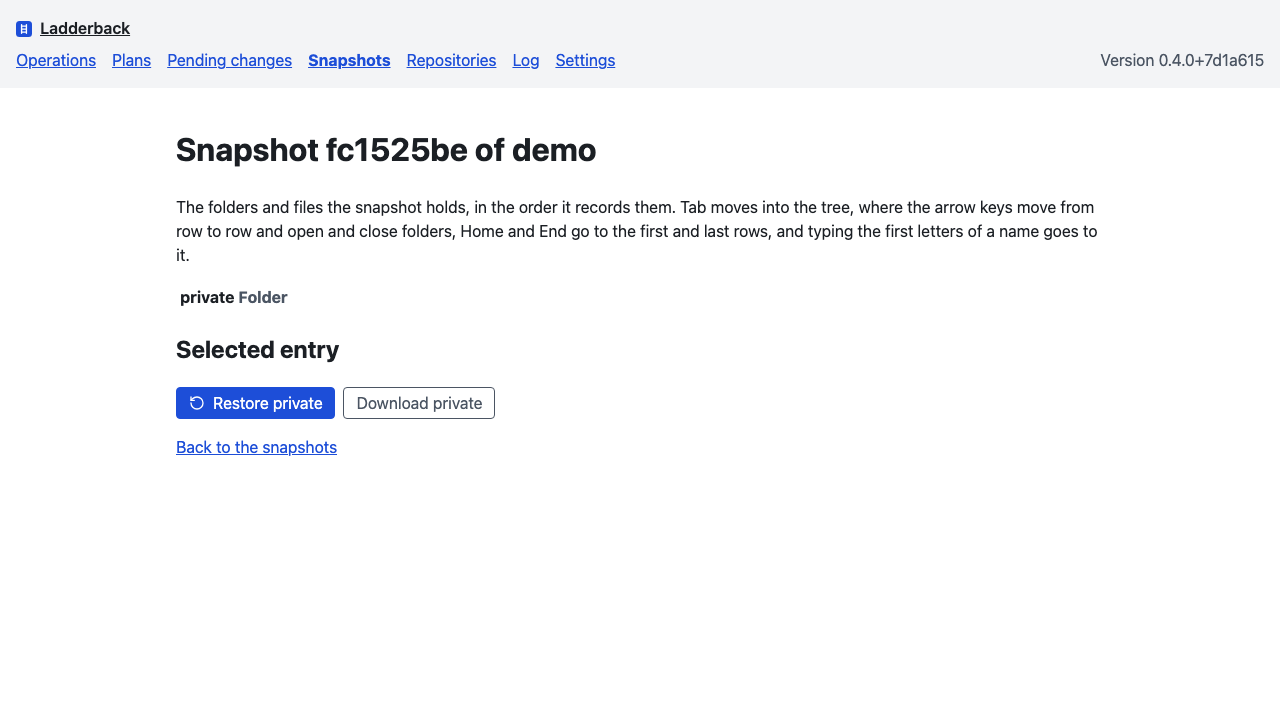 Ladderback
Operations Plans Pending changes Snapshots Repositories Log Settings Version 0.4.0+7d1a615
Snapshot fc1525be of demo
The folders and files the snapshot holds, in the order it records them. Tab moves into the tree, where the arrow keys move from
row to row and open and close folders, Home and End go to the first and last rows, and typing the first letters of a name goes to
it.
private Folder
Selected entry
Restore private Download private
Back to the snapshots